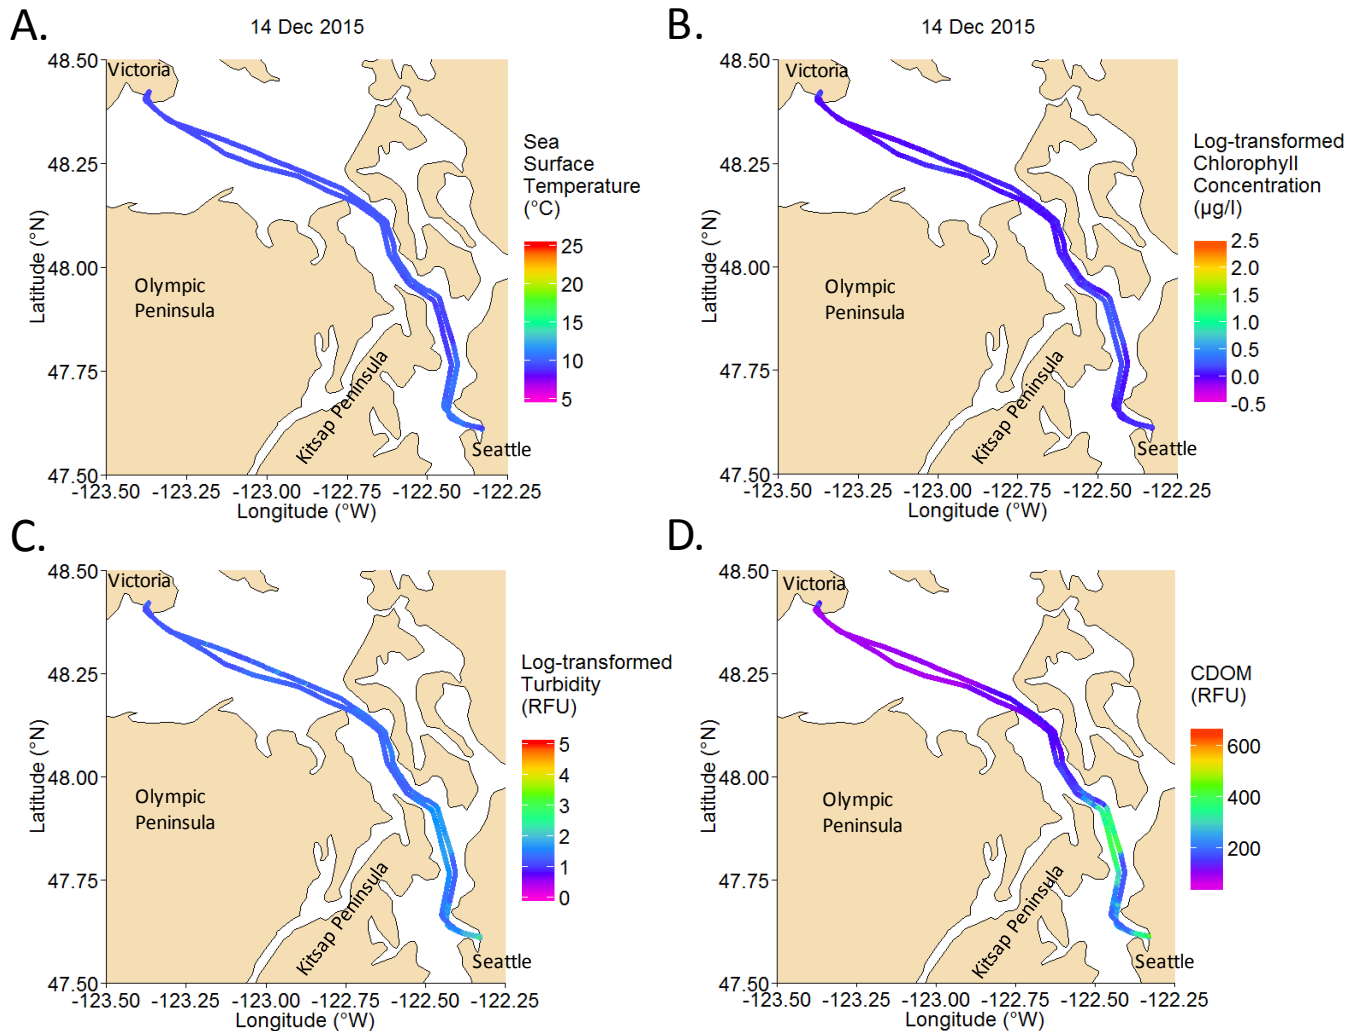 A.
14 Dec 2015
48.50
48.25
48.00
47.75
47.50
Latitude (°N)
Victoria
Olympic
Peninsula
Kitsap Peninsula
Seattle
-123.50 -123.25 -123.00 -122.75 -122.50 -122.25
Longitude (°W)
Sea
Surface
Temperature
(°C)
25
20
15
10
5
B.
14 Dec 2015
48.50
48.25
48.00
47.75
47.50
Latitude (°N)
Victoria
Olympic
Peninsula
Kitsap Peninsula
Seattle
-123.50 -123.25 -123.00 -122.75 -122.50 -122.25
Longitude (°W)
Log-transformed
Chlorophyll
Concentration
(µg/l)
2.5
2.0
1.5
1.0
0.5
0.0
-0.5
C.
48.50
48.25
48.00
47.75
47.50
Latitude (°N)
Victoria
Olympic
Peninsula
Kitsap Peninsula
Seattle
-123.50 -123.25 -123.00 -122.75 -122.50 -122.25
Longitude (°W)
Log-transformed
Turbidity
(RFU)
5
4
3
2
1
0
D.
48.50
48.25
48.00
47.75
47.50
Latitude (°N)
Victoria
Olympic
Peninsula
Kitsap Peninsula
Seattle
-123.50 -123.25 -123.00 -122.75 -122.50 -122.25
Longitude (°W)
CDOM
(RFU)
600
400
200